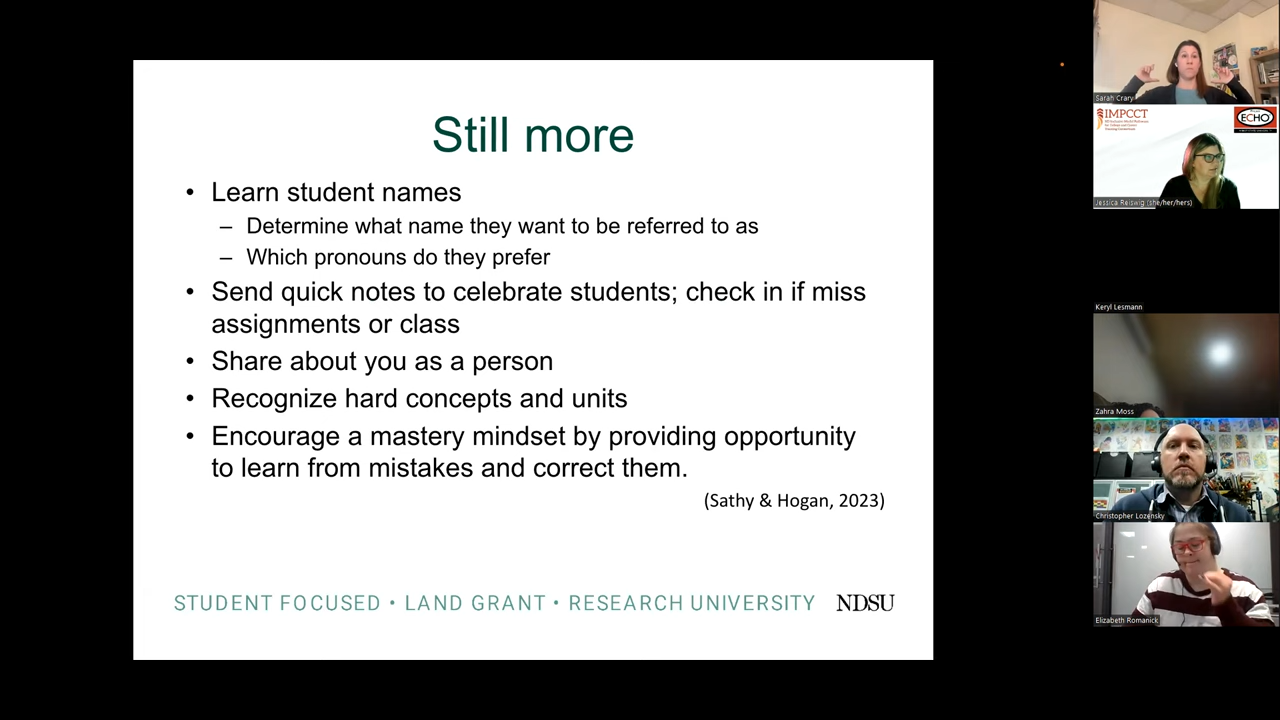 Still more
• Learn student names
– Determine what name they want to be referred to as
– Which pronouns do they prefer
• Send quick notes to celebrate students; check in if miss
assignments or class
• Share about you as a person
• Recognize hard concepts and units
• Encourage a mastery mindset by providing opportunity
to learn from mistakes and correct them.
(Sathy & Hogan, 2023)
STUDENT FOCUSED • LAND GRANT • RESEARCH UNIVERSITY NDSU
Sarah Crary
IMPCCT
ECHO
Jessica Reiswig (she/her/hers)
Keryl Lesmann
Zahra Moss
Christopher Lozensky
Elizabeth Romanick